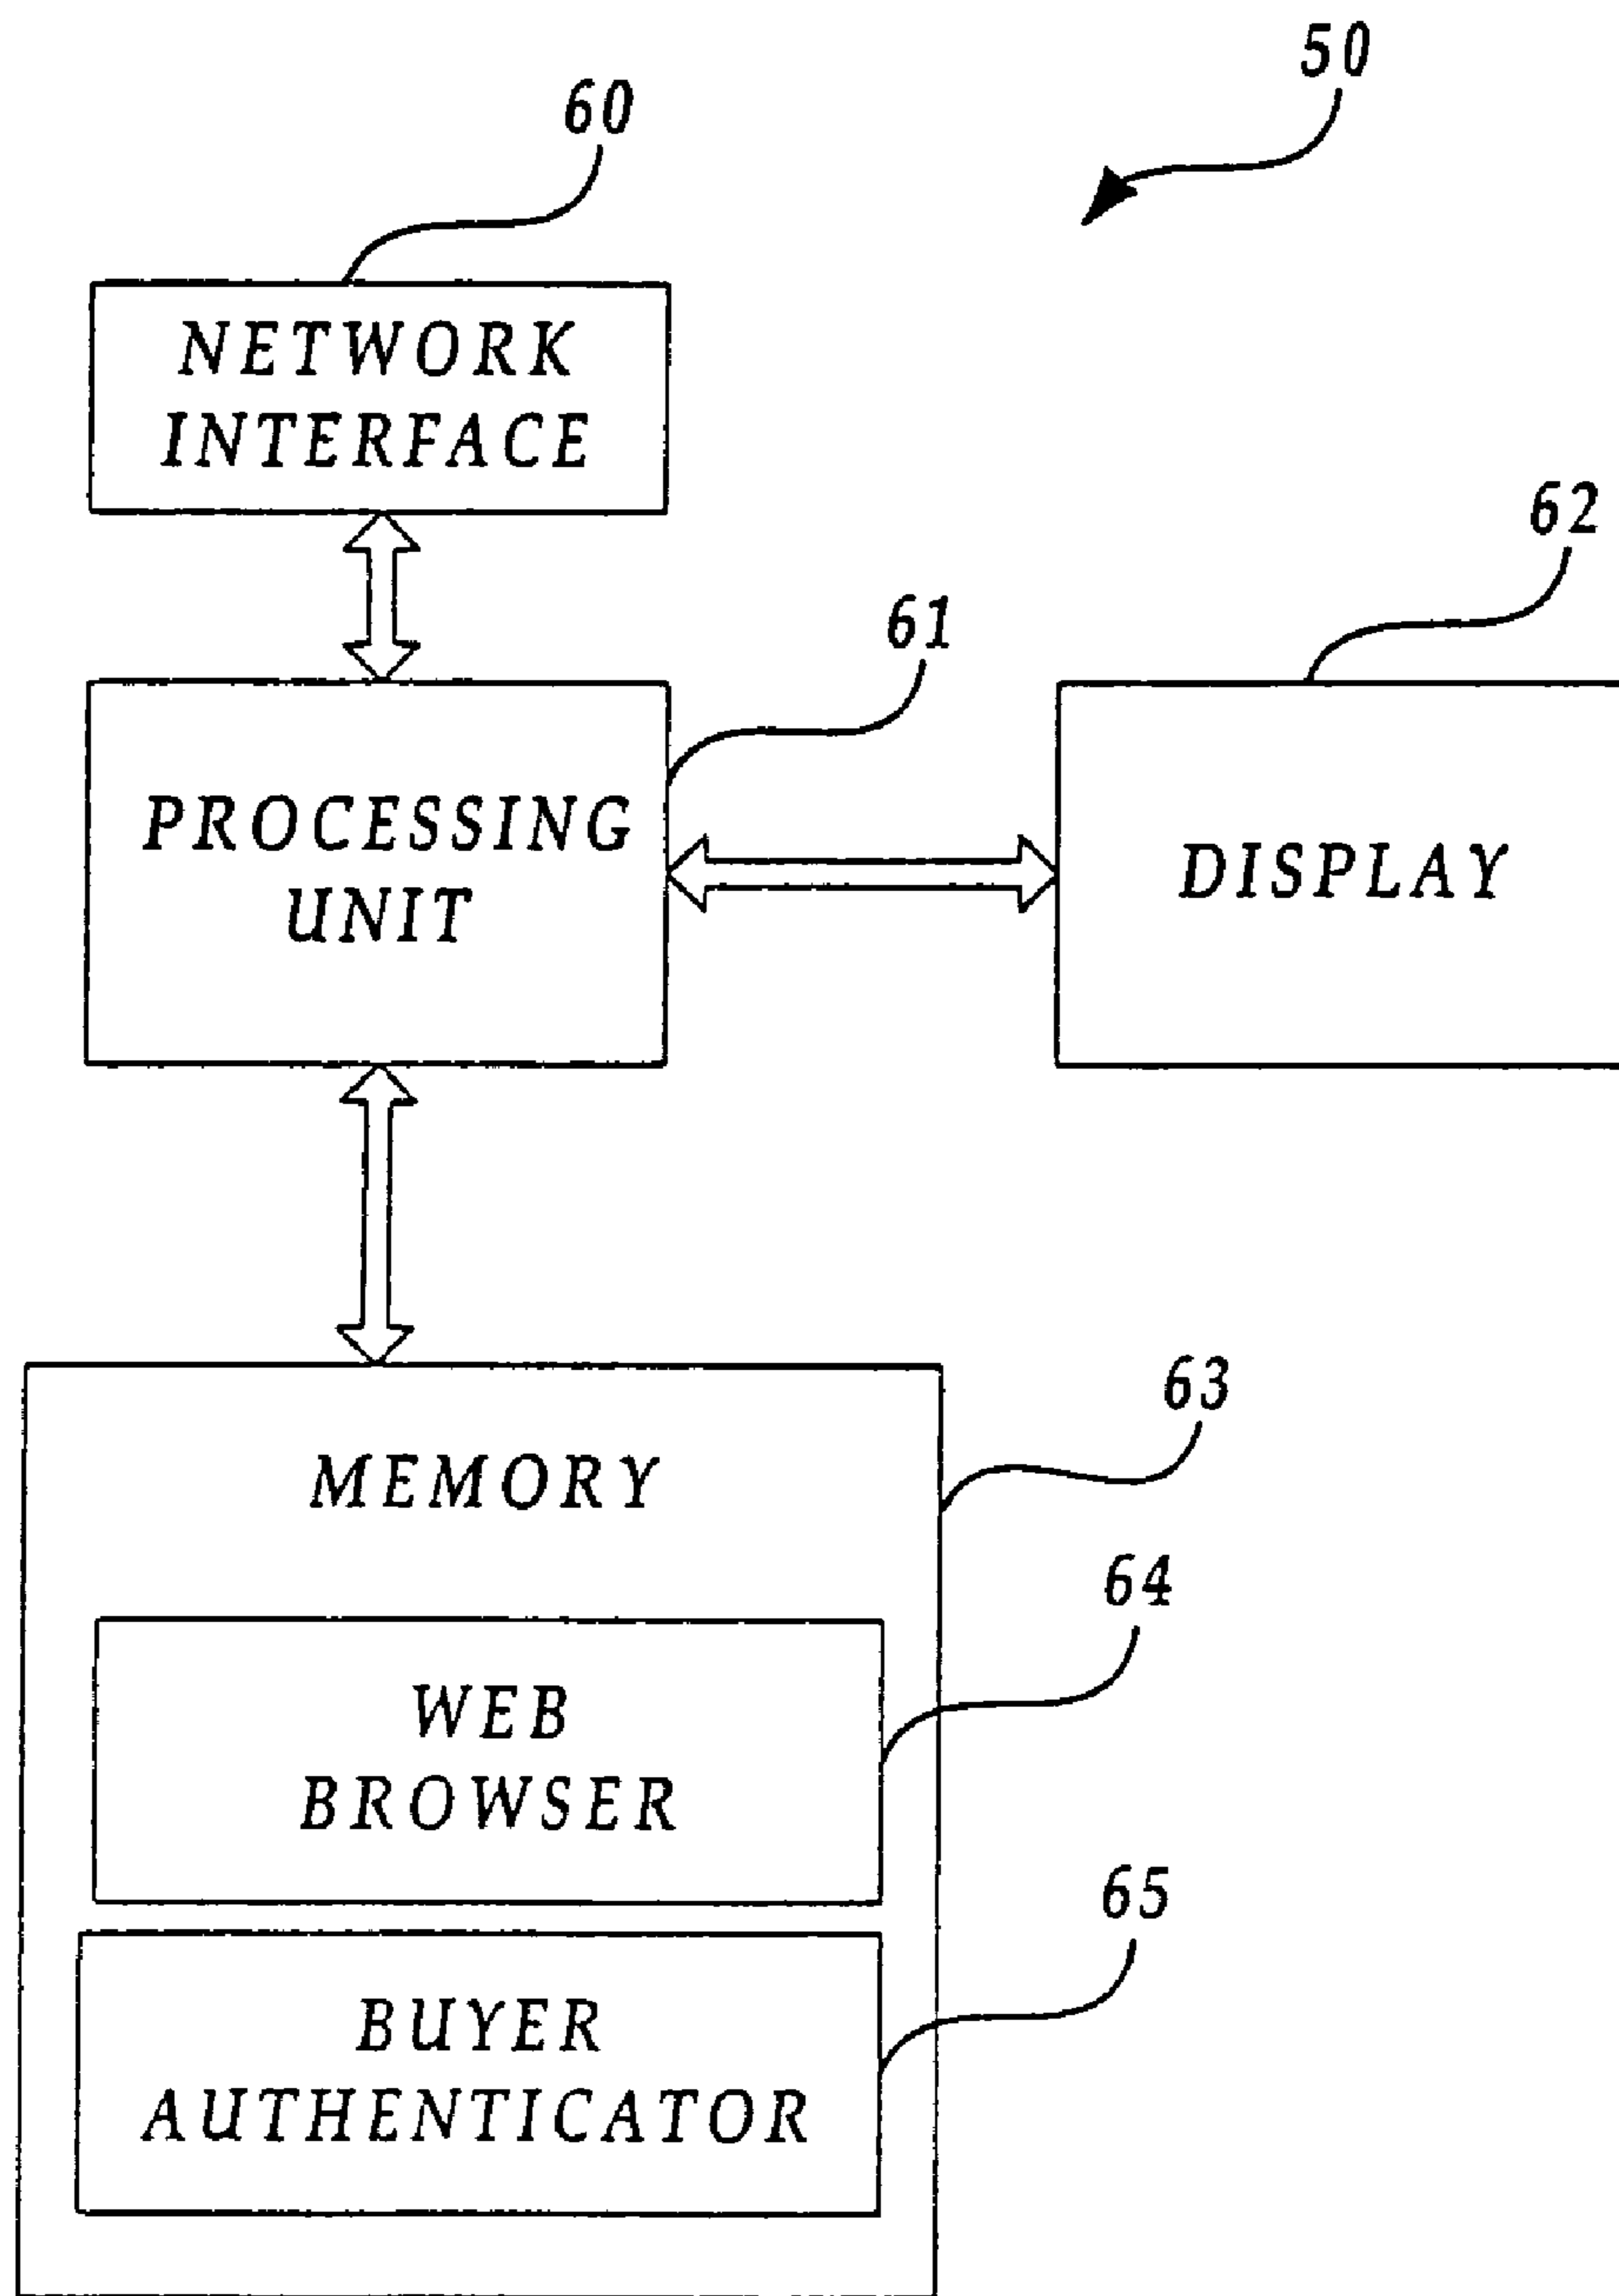 50
60
NETWORK
INTERFACE
62
61
PROCESSING
UNIT
DISPLAY
63
MEMORY
64
WEB
BROWSER
65
BUYER
AUTHENTICATOR